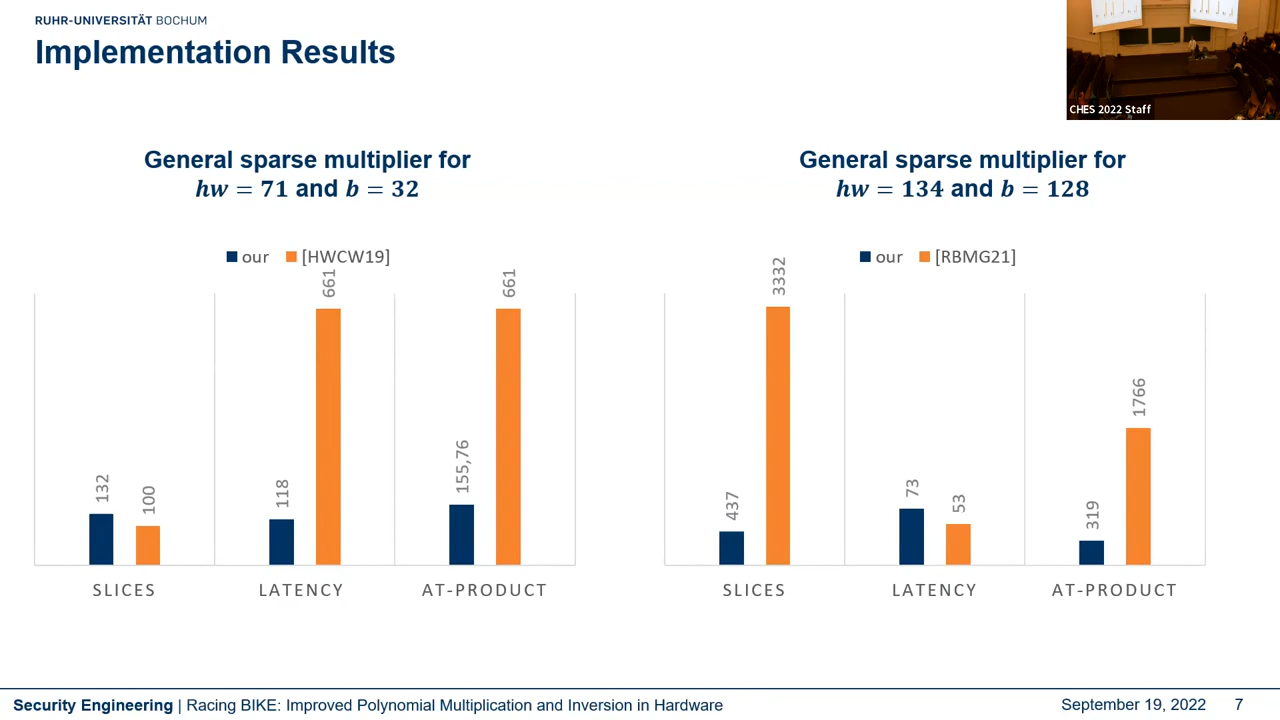 RUHR-UNIVERSITÄT BOCHUM
Implementation Results
CHES 2022 Staff
General sparse multiplier for
hw = 71 and b = 32
our [HWCW19]
132
100
118
661
155,76
661
SLICES LATENCY AT-PRODUCT
General sparse multiplier for
hw = 134 and b = 128
our [RBMG21]
437
3332
73
53
319
1766
SLICES LATENCY AT-PRODUCT
Security Engineering | Racing BIKE: Improved Polynomial Multiplication and Inversion in Hardware
September 19, 2022 7